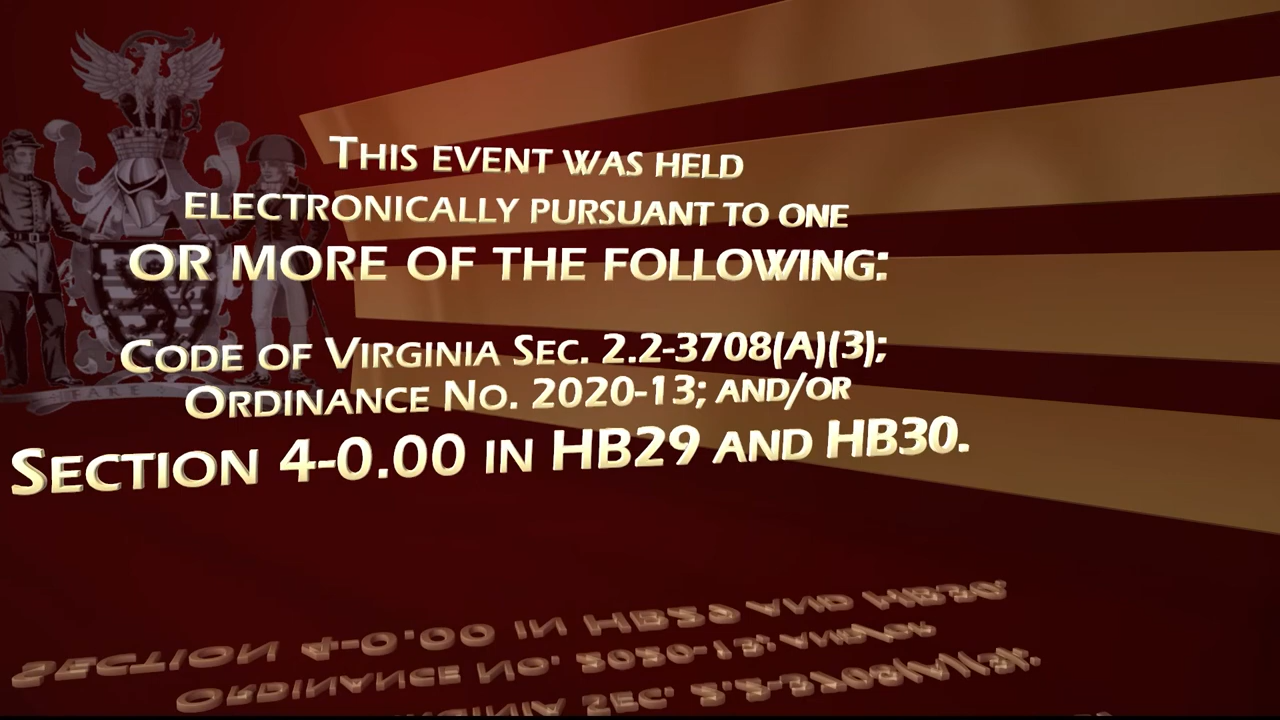 THIS EVENT WAS HELD
ELECTRONICALLY PURSUANT TO ONE
OR MORE OF THE FOLLOWING:
CODE OF VIRGINIA SEC. 2.2-3708(A)(3);
ORDINANCE NO. 2020-13; AND/OR
SECTION 4-0.00 IN HB29 AND HB30.